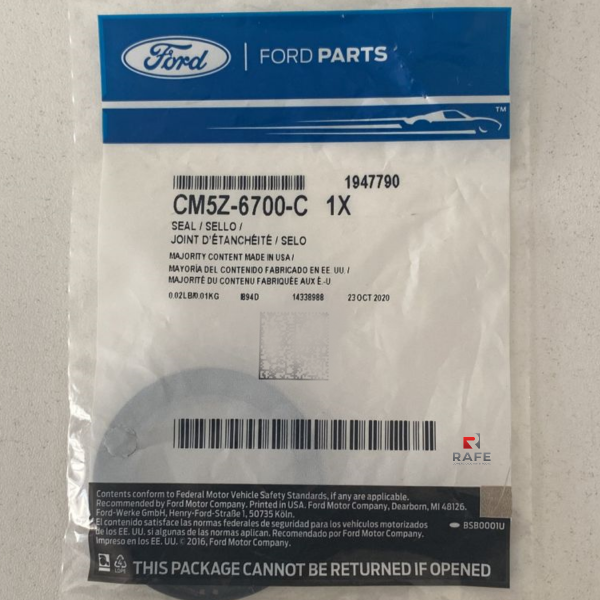 Ford
FORD PARTS
TM
1947790
CM5Z-6700-C 1X
SEAL / SELLO /
JOINT D'ÉTANCHÉITÉ / SELO
MAJORITY CONTENT MADE IN USA /
MAYORÍA DEL CONTENIDO FABRICADO EN EE. UU. /
MAJORITÉ DU CONTENU FABRIQUÉE AUX É.-U
0.02LB/0.01KG 894D 14338988 23 OCT 2020
RAFE
Contents conform to Federal Motor Vehicle Safety Standards, if any are applicable.
Recommended by Ford Motor Company. Printed in USA. Ford Motor Company, Dearborn, MI 48126.
Ford-Werke GmbH, Henry-Ford-Straße 1, 50735 Köln.
El contenido satisface las normas federales de seguridad para los vehículos motorizados
de los EE. UU. si algunas de las normas aplican. Recomendado por Ford Motor Company.
Impreso en los EE. UU. © 2016, Ford Motor Company.
BSB0001U
THIS PACKAGE CANNOT BE RETURNED IF OPENED